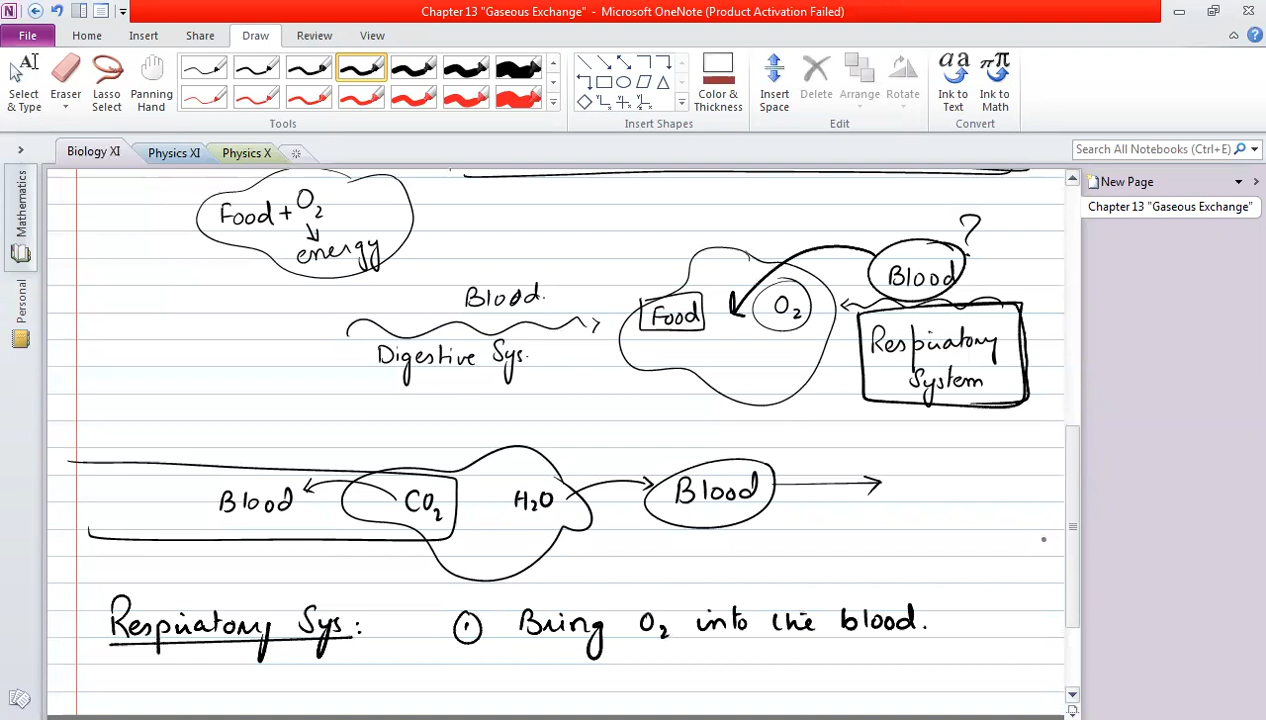 Chapter 13 "Gaseous Exchange" - Microsoft OneNote (Product Activation Failed)
File Home Insert Share Draw Review View
Select & Type
Eraser
Lasso Select
Panning Hand
Color & Thickness
Insert Space
Delete
Arrange
Rotate
Ink to Text
Ink to Math
Tools
Insert Shapes
Edit
Convert
Biology XI Physics XI Physics X
Search All Notebooks (Ctrl+E)
Mathematics
Personal
New Page
Chapter 13 "Gaseous Exchange"
Food + O₂
energy
?
Blood
Blood.
Digestive Sys.
Food
O₂
Respiratory
System
Blood
CO₂
H₂O
Blood
Respiratory Sys: ① Bring O₂ into the blood.